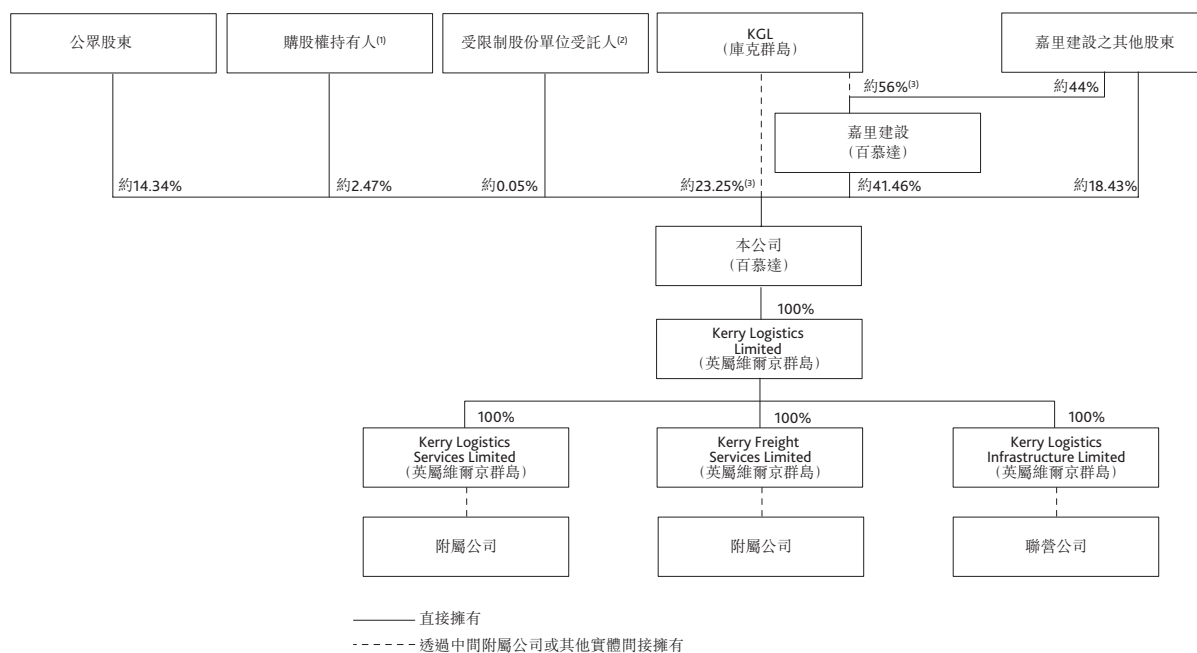 公眾股東
購股權持有人(1)
受限制股份單位受託人(2)
KGL
(庫克群島)
嘉里建設之其他股東
約56%(3)
約44%
嘉里建設
(百慕達)
約14.34%
約2.47%
約0.05%
約23.25%(3)
約41.46%
約18.43%
本公司
(百慕達)
100%
Kerry Logistics
Limited
(英屬維爾京群島)
100%
100%
100%
Kerry Logistics
Services Limited
(英屬維爾京群島)
Kerry Freight
Services Limited
(英屬維爾京群島)
Kerry Logistics
Infrastructure Limited
(英屬維爾京群島)
附屬公司
附屬公司
聯營公司
直接擁有
透過中間附屬公司或其他實體間接擁有